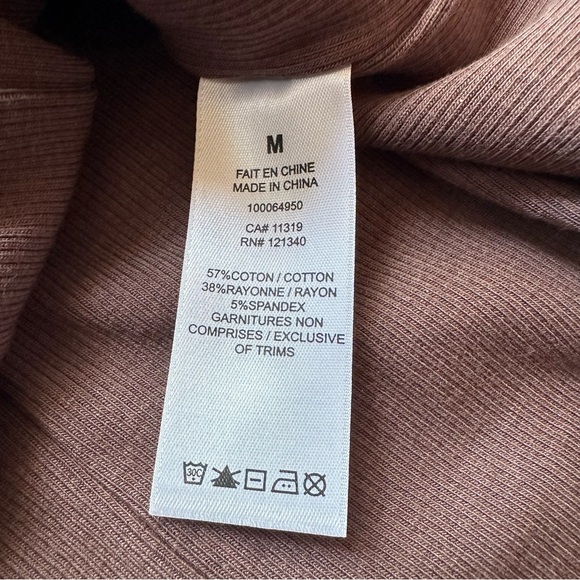 M
FAIT EN CHINE
MADE IN CHINA
100064950
CA# 11319
RN# 121340
57%COTON / COTTON
38%RAYONNE / RAYON
5%SPANDEX
GARNITURES NON
COMPRISES / EXCLUSIVE
OF TRIMS
30C